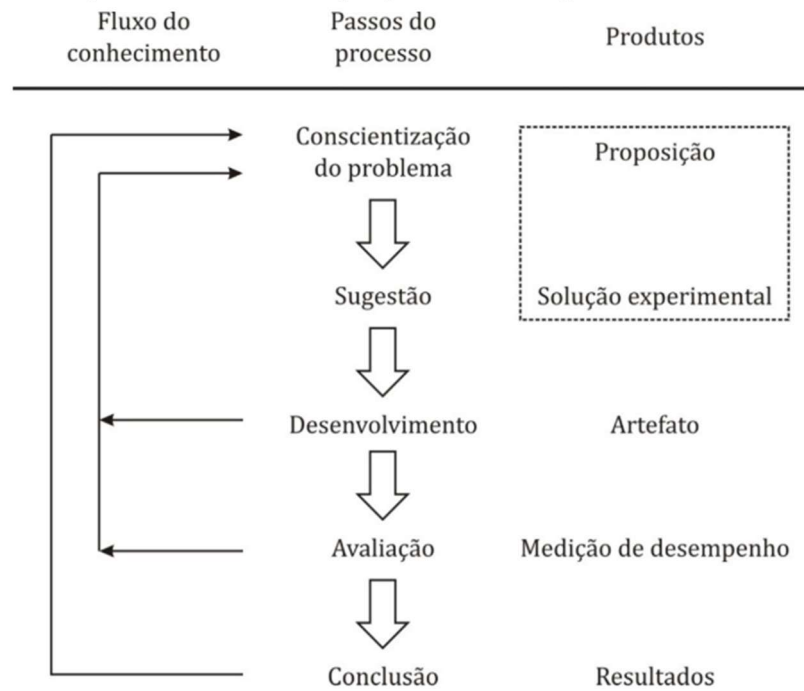 Fluxo do
conhecimento
Passos do
processo
Produtos
Conscientização
do problema
Proposição
Sugestão
Solução experimental
Desenvolvimento
Artefato
Avaliação
Medição de desempenho
Conclusão
Resultados